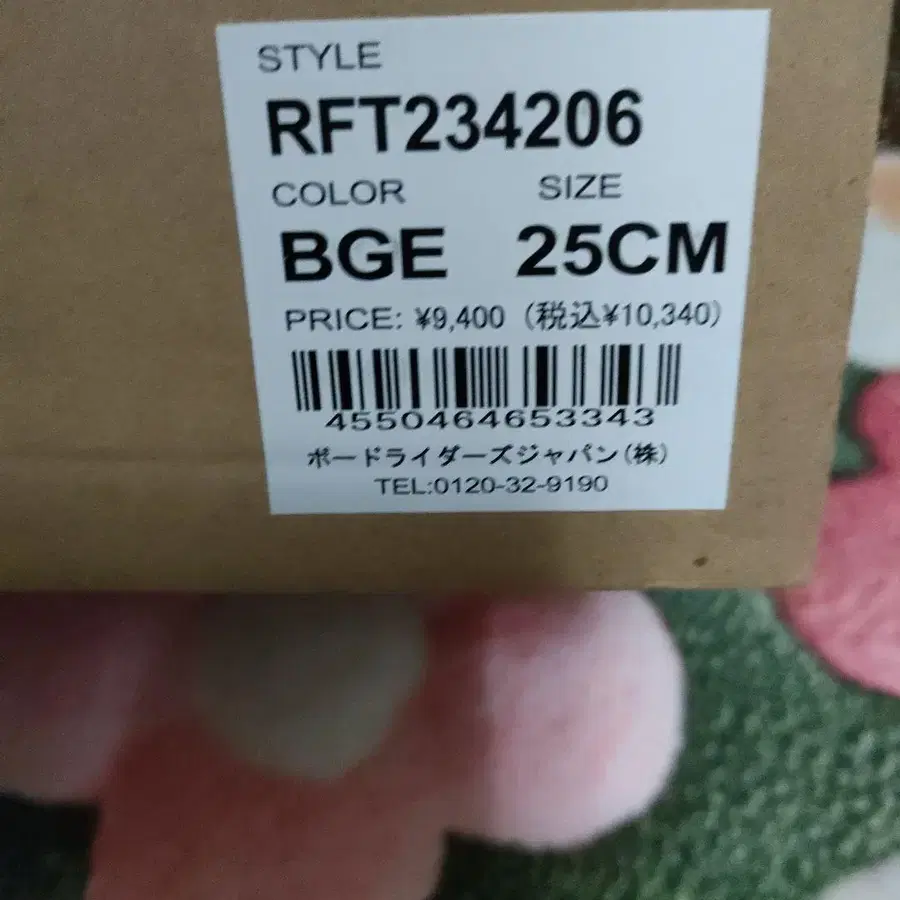 STYLE
RFT234206
COLOR SIZE
BGE 25CM
PRICE: ¥9,400 (税込¥10,340)
4550464653343
ボードライダーズジャパン(株)
TEL:0120-32-9190